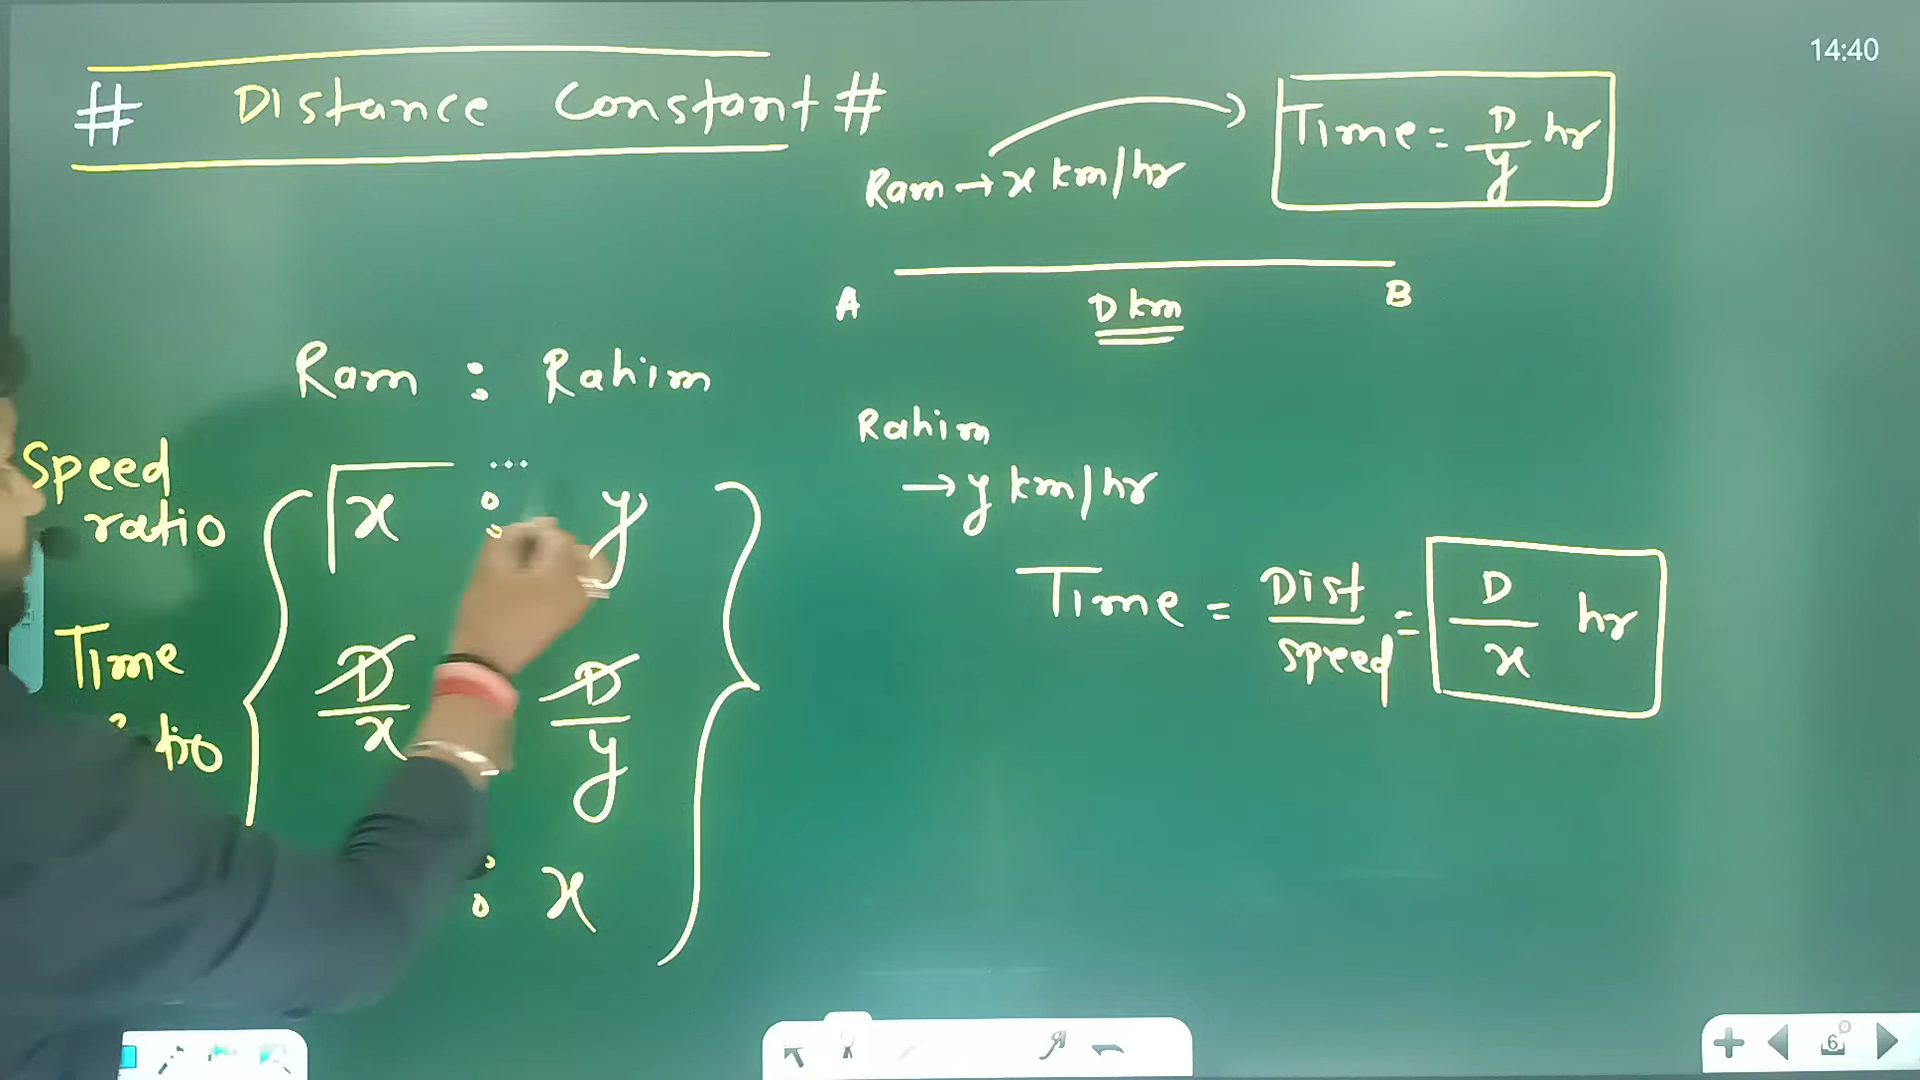 14:40
# Distance Constant #
Time = D/y hr
Ram → x km/hr
A B
D km
Ram : Rahim
Rahim
→ y km/hr
Speed
ratio
x : y
Time = Dist/speed = D/x hr
Time
D/x D/y
: x
6